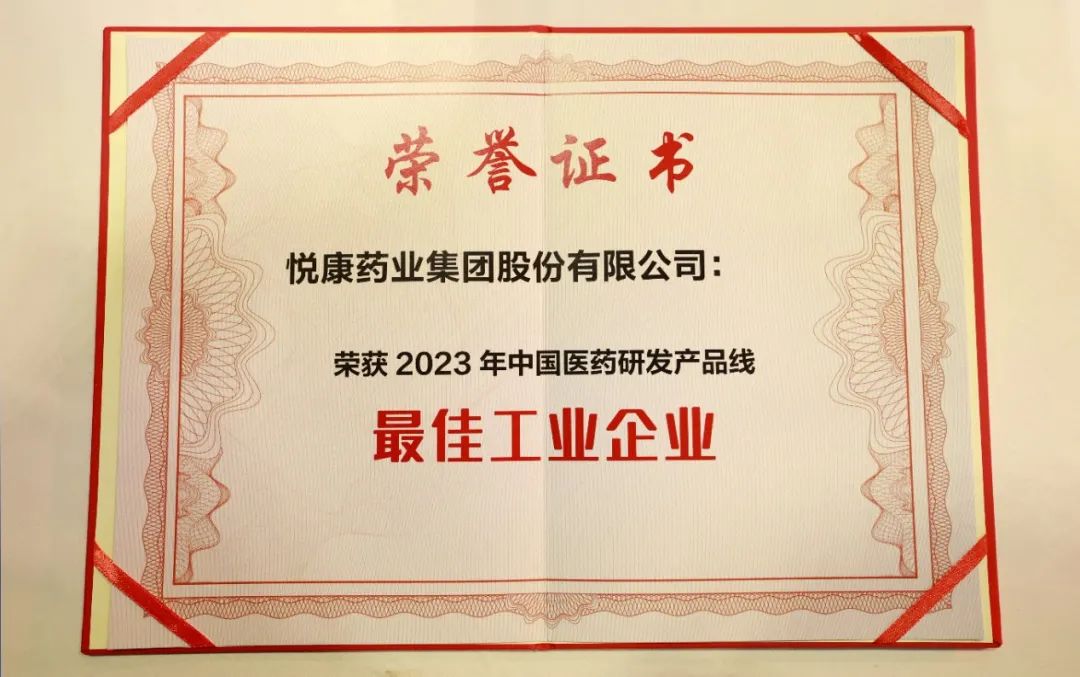 荣誉证书
悦康药业集团股份有限公司：
荣获 2023 年中国医药研发产品线
最佳工业企业